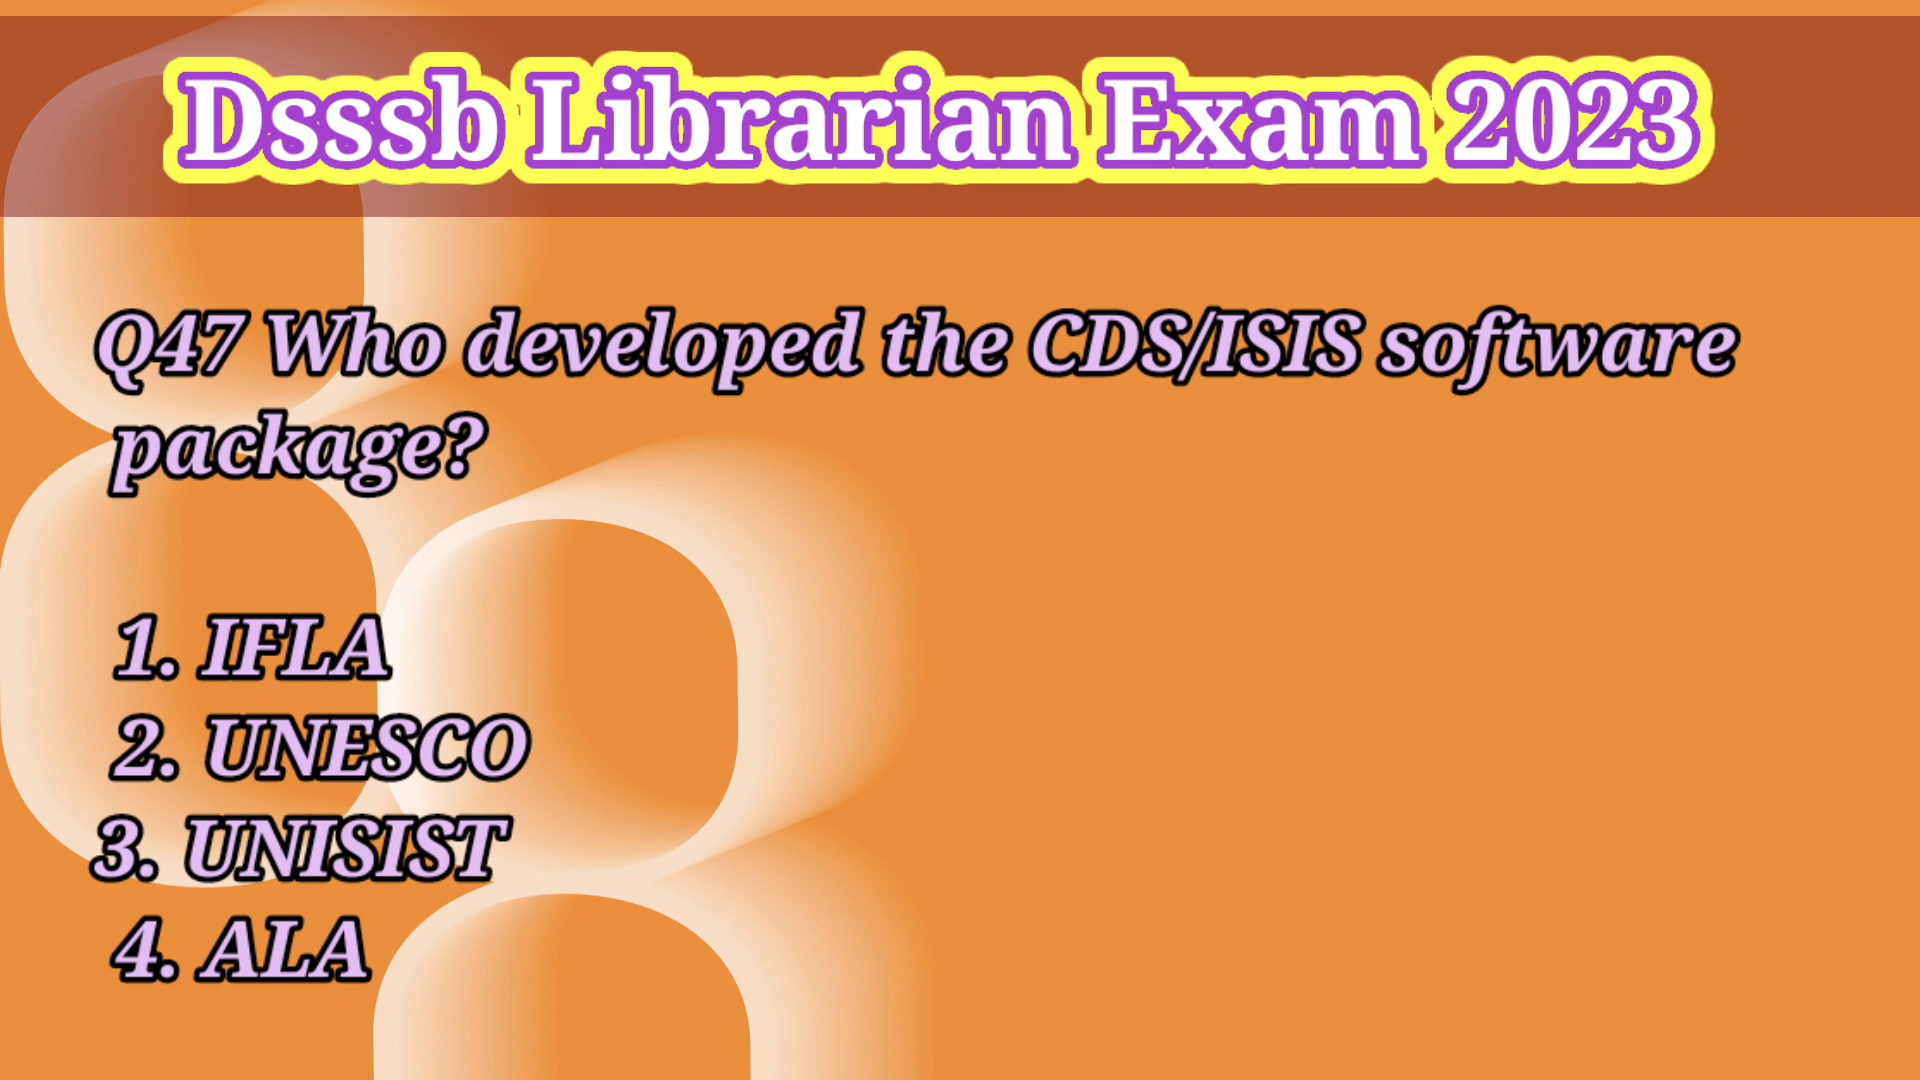 Dsssb Librarian Exam 2023
Q47 Who developed the CDS/ISIS software
package?
1. IFLA
2. UNESCO
3. UNISIST
4. ALA